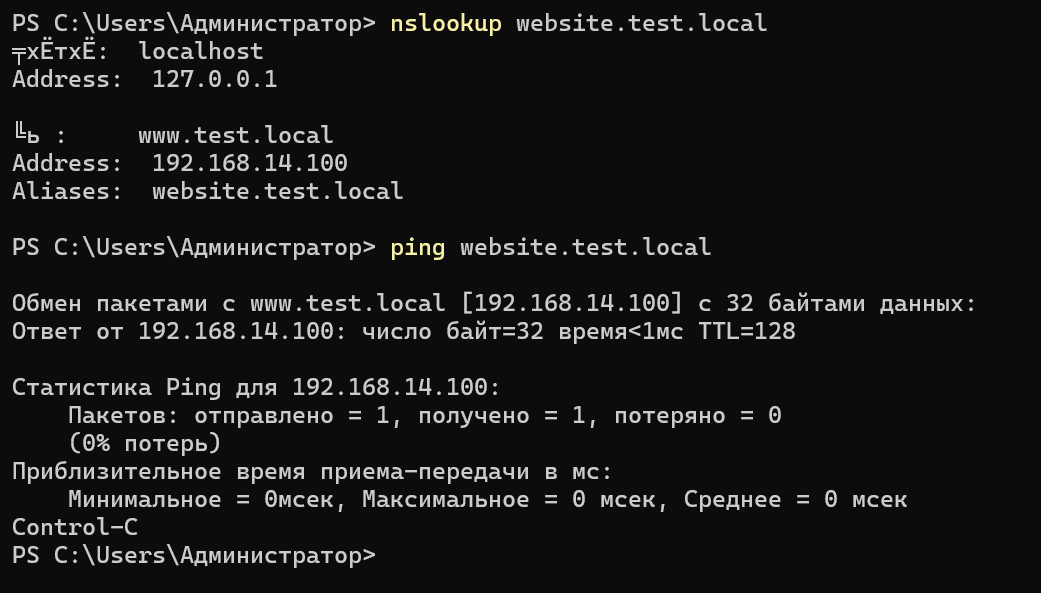 PS C:\Users\Администратор> nslookup website.test.local
╤хЁтхЁ:  localhost
Address:  127.0.0.1

╚ь :     www.test.local
Address:  192.168.14.100
Aliases:  website.test.local

PS C:\Users\Администратор> ping website.test.local

Обмен пакетами с www.test.local [192.168.14.100] с 32 байтами данных:
Ответ от 192.168.14.100: число байт=32 время<1мс TTL=128

Статистика Ping для 192.168.14.100:
    Пакетов: отправлено = 1, получено = 1, потеряно = 0
    (0% потерь)
Приблизительное время приема-передачи в мс:
    Минимальное = 0мсек, Максимальное = 0 мсек, Среднее = 0 мсек
Control-C
PS C:\Users\Администратор>